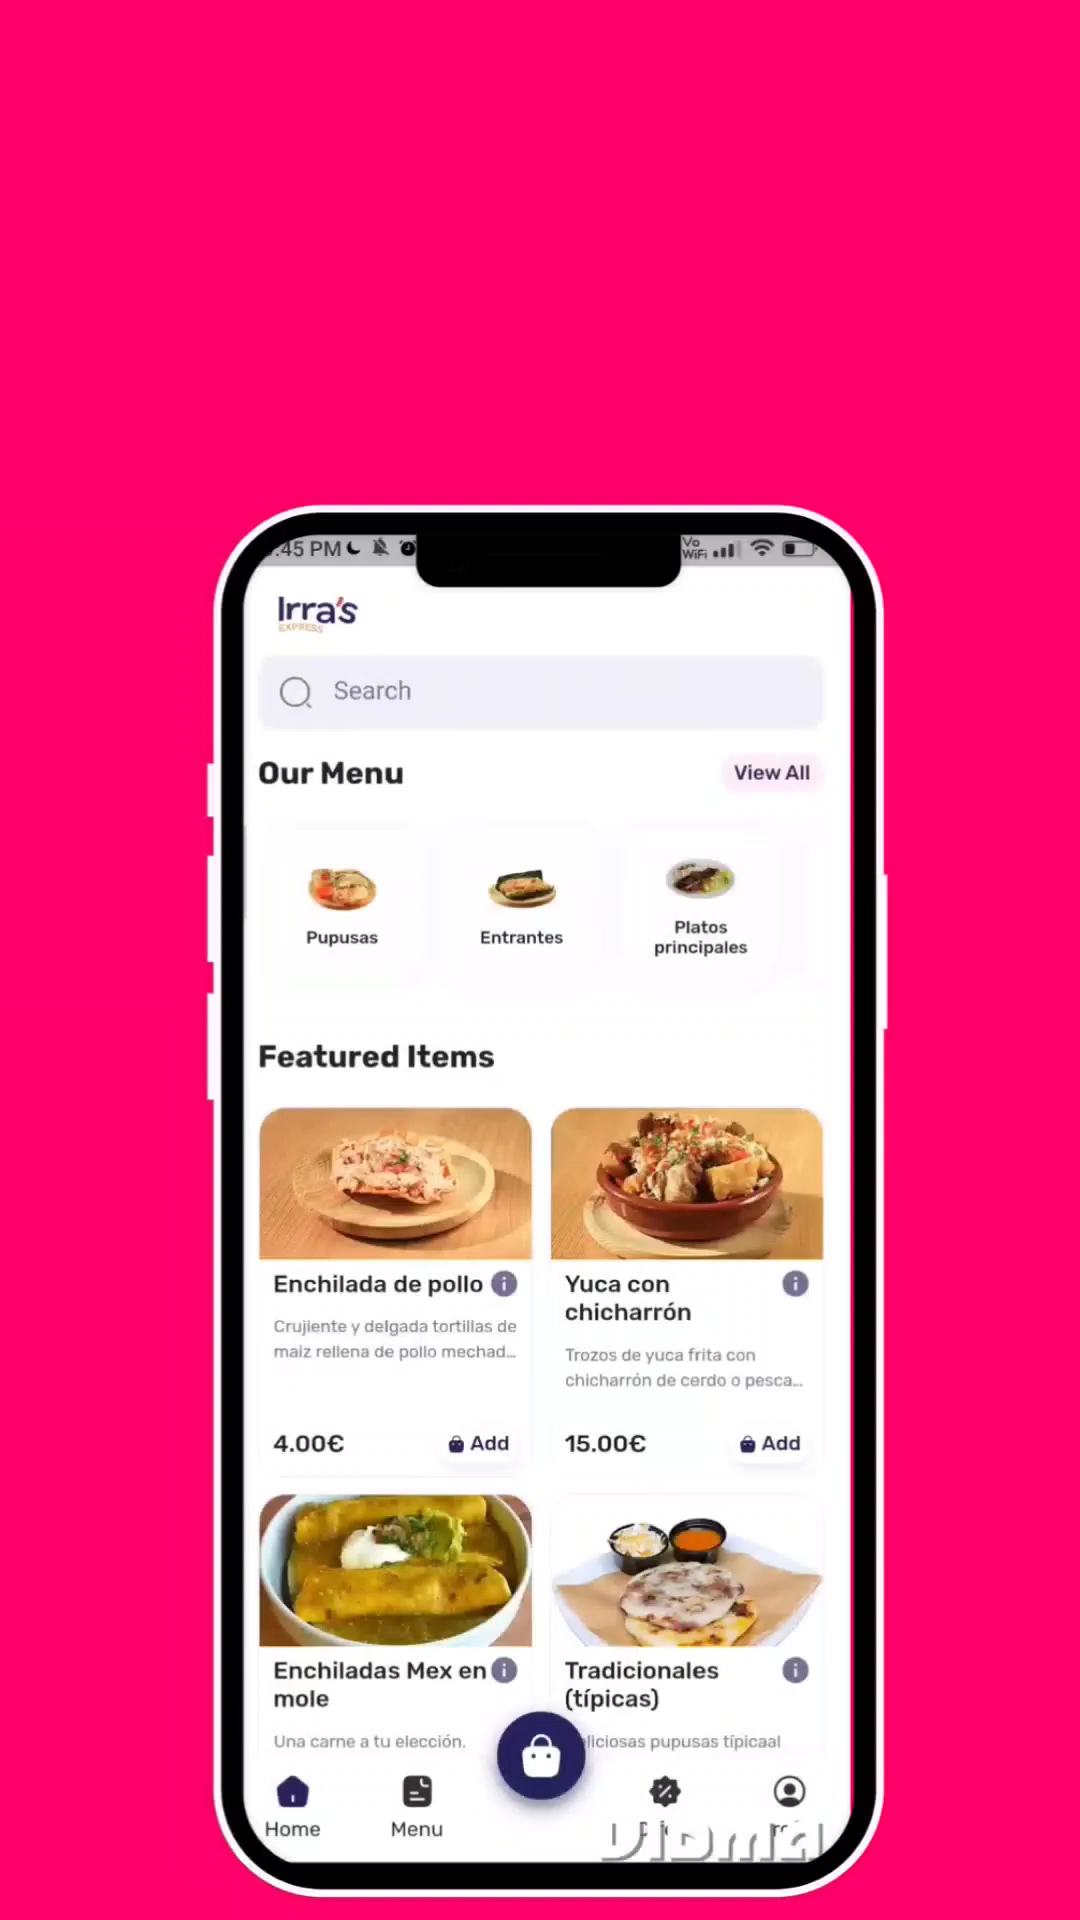 :45 PM
Vo
WiFi
Irra's
EXPRESS
Search
Our Menu
View All
Pupusas
Entrantes
Platos
principales
Featured Items
Enchilada de pollo
Crujiente y delgada tortillas de
maiz rellena de pollo mechad...
4.00€
Add
Yuca con
chicharrón
Trozos de yuca frita con
chicharrón de cerdo o pesca...
15.00€
Add
Enchiladas Mex en
mole
Una carne a tu elección.
Tradicionales
(típicas)
eliciosas pupusas típicaal
Home
Menu